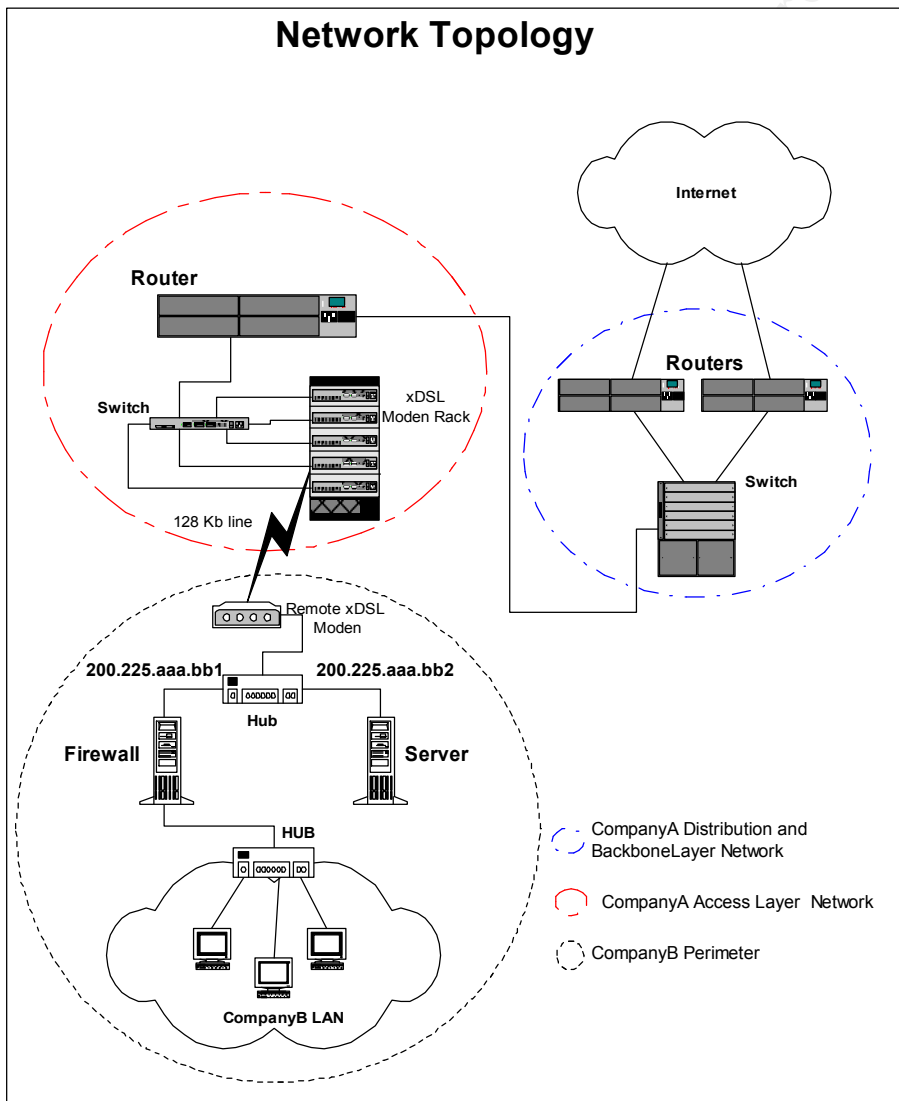 Network Topology
Internet
Router
Routers
Switch
xDSL
Moden Rack
Switch
128 Kb line
Remote xDSL
Moden
200.225.aaa.bb1
200.225.aaa.bb2
Hub
Firewall
Server
HUB
CompanyA Distribution and
BackboneLayer Network
CompanyA Access Layer Network
CompanyB Perimeter
CompanyB LAN